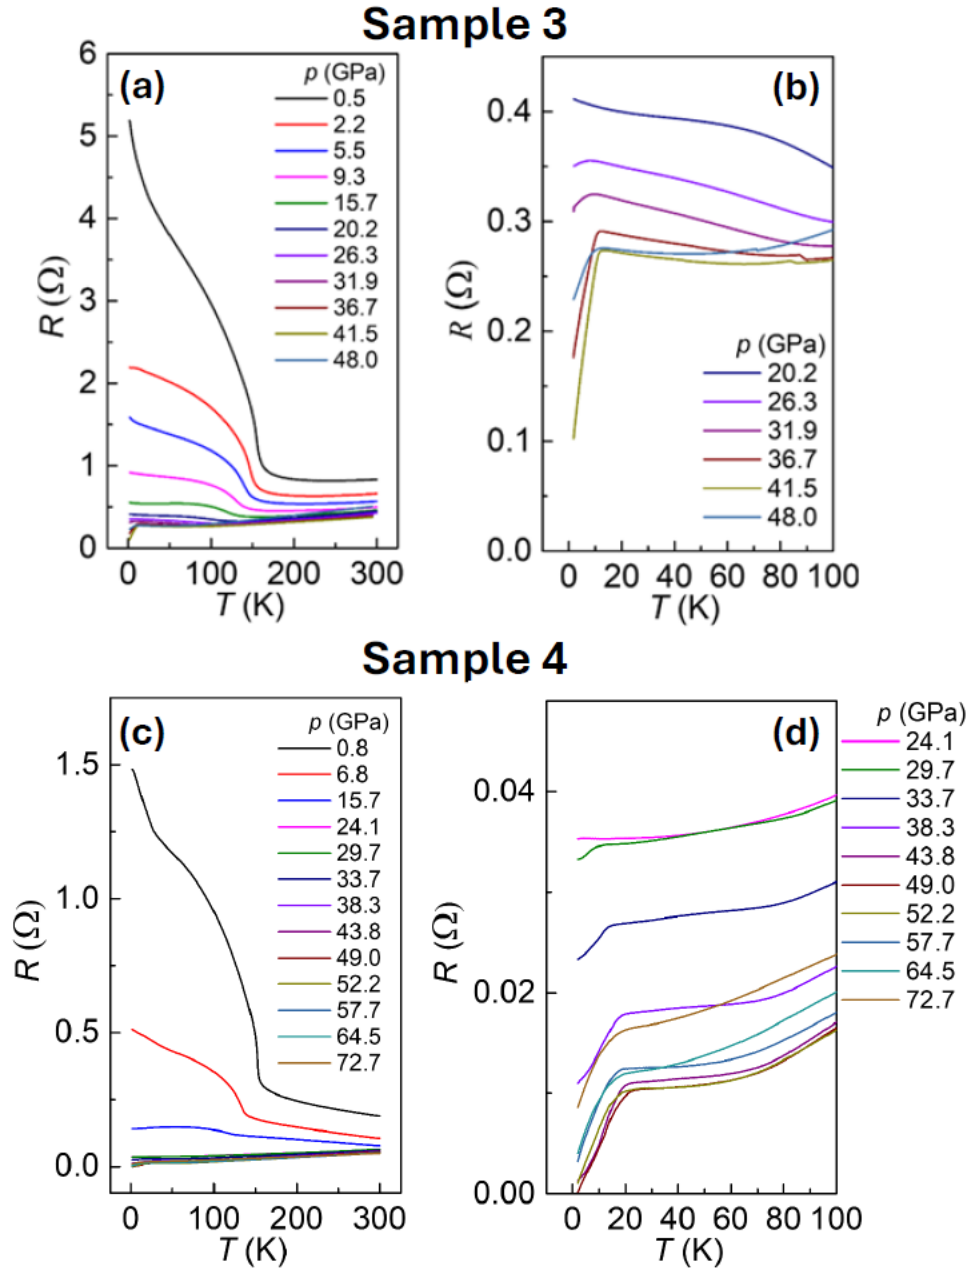 Sample 3
(a)
p (GPa)
0.5
2.2
5.5
9.3
15.7
20.2
26.3
31.9
36.7
41.5
48.0
6
5
4
3
2
1
0
R (Ω)
0 100 200 300
T (K)
(b)
0.4
0.3
0.2
0.1
0.0
R (Ω)
p (GPa)
20.2
26.3
31.9
36.7
41.5
48.0
0 20 40 60 80 100
T (K)
Sample 4
(c)
p (GPa)
0.8
6.8
15.7
24.1
29.7
33.7
38.3
43.8
49.0
52.2
57.7
64.5
72.7
1.5
1.0
0.5
0.0
R (Ω)
0 100 200 300
T (K)
(d)
p (GPa)
24.1
29.7
33.7
38.3
43.8
49.0
52.2
57.7
64.5
72.7
0.04
0.02
0.00
R (Ω)
0 20 40 60 80 100
T (K)